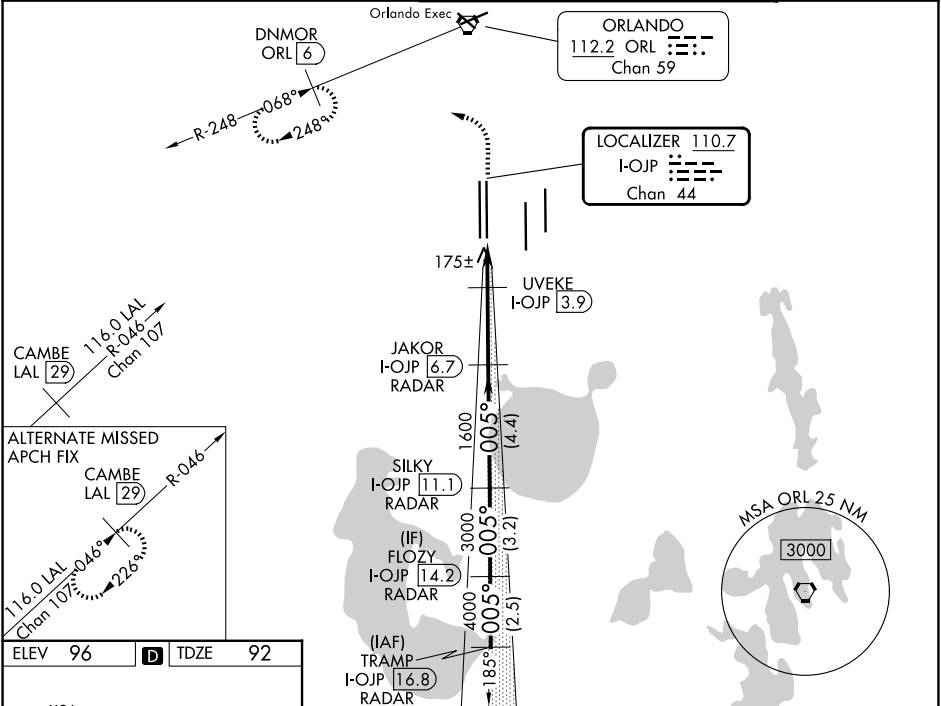 Orlando Exec
ORLANDO
112.2 ORL
Chan 59
DNMOR
ORL 6
R-248
068°
248°
LOCALIZER 110.7
I-OJP
Chan 44
175±
UVEKE
I-OJP 3.9
116.0 LAL
R-046
Chan 107
CAMBE
LAL 29
JAKOR
I-OJP 6.7
RADAR
1600
005°
(4.4)
ALTERNATE MISSED
APCH FIX
CAMBE
LAL 29
R-046
046°
226°
116.0 LAL
Chan 107
SILKY
I-OJP 11.1
RADAR
3000
005°
(3.2)
(IF)
FLOZY
I-OJP 14.2
RADAR
4000
005°
(2.5)
(IAF)
TRAMP
I-OJP 16.8
RADAR
185°
MSA ORL 25 NM
3000
ELEV 96 D TDZE 92